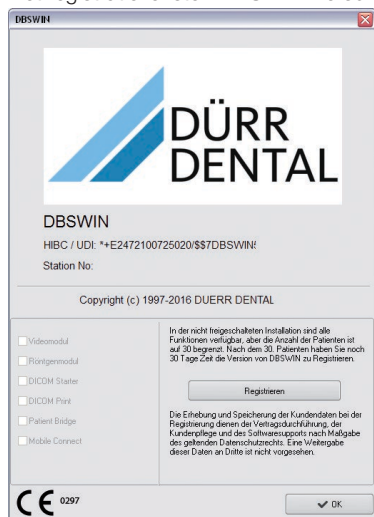 DBSWIN
DÜRR
DENTAL
DBSWIN
HIBC / UDI: *+E2472100725020/$$7DBSWIN
Station No:
Copyright (c) 1997-2016 DUERR DENTAL
Videomodul
Röntgenmodul
DICOM Starter
DICOM Print
Patient Bridge
Mobile Connect
In der nicht freigeschalteten Installation sind alle
Funktionen verfügbar, aber die Anzahl der Patienten ist
auf 30 begrenzt. Nach dem 30. Patienten haben Sie noch
30 Tage Zeit die Version von DBSWIN zu Registrieren.
Registrieren
Die Erhebung und Speicherung der Kundendaten bei der
Registrierung dienen der Vertragsdurchführung, der
Kundenpflege und des Softwaresupports nach Maßgabe
des geltenden Datenschutzrechts. Eine Weitergabe
dieser Daten an Dritte ist nicht vorgesehen.
CE 0297
OK